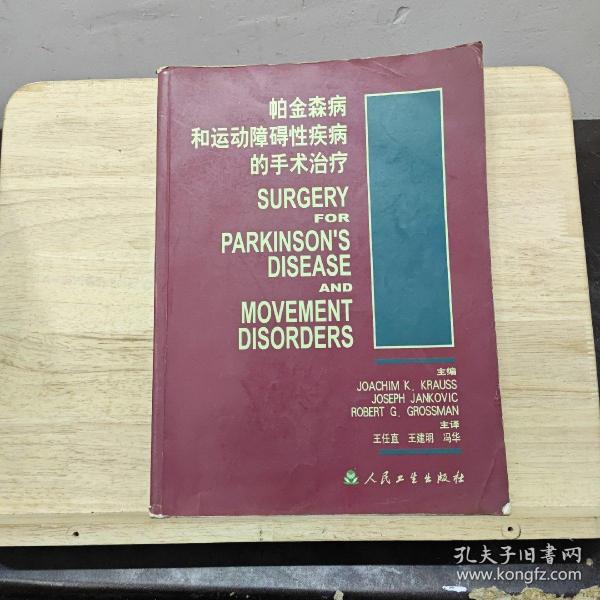 帕金森病
和运动障碍性疾病
的手术治疗
SURGERY
FOR
PARKINSON'S
DISEASE
AND
MOVEMENT
DISORDERS
主编
JOACHIM K. KRAUSS
JOSEPH JANKOVIC
ROBERT G. GROSSMAN
主译
王任直 王建明 冯华
人民卫生出版社
孔夫子旧書网
www.kongfz.com